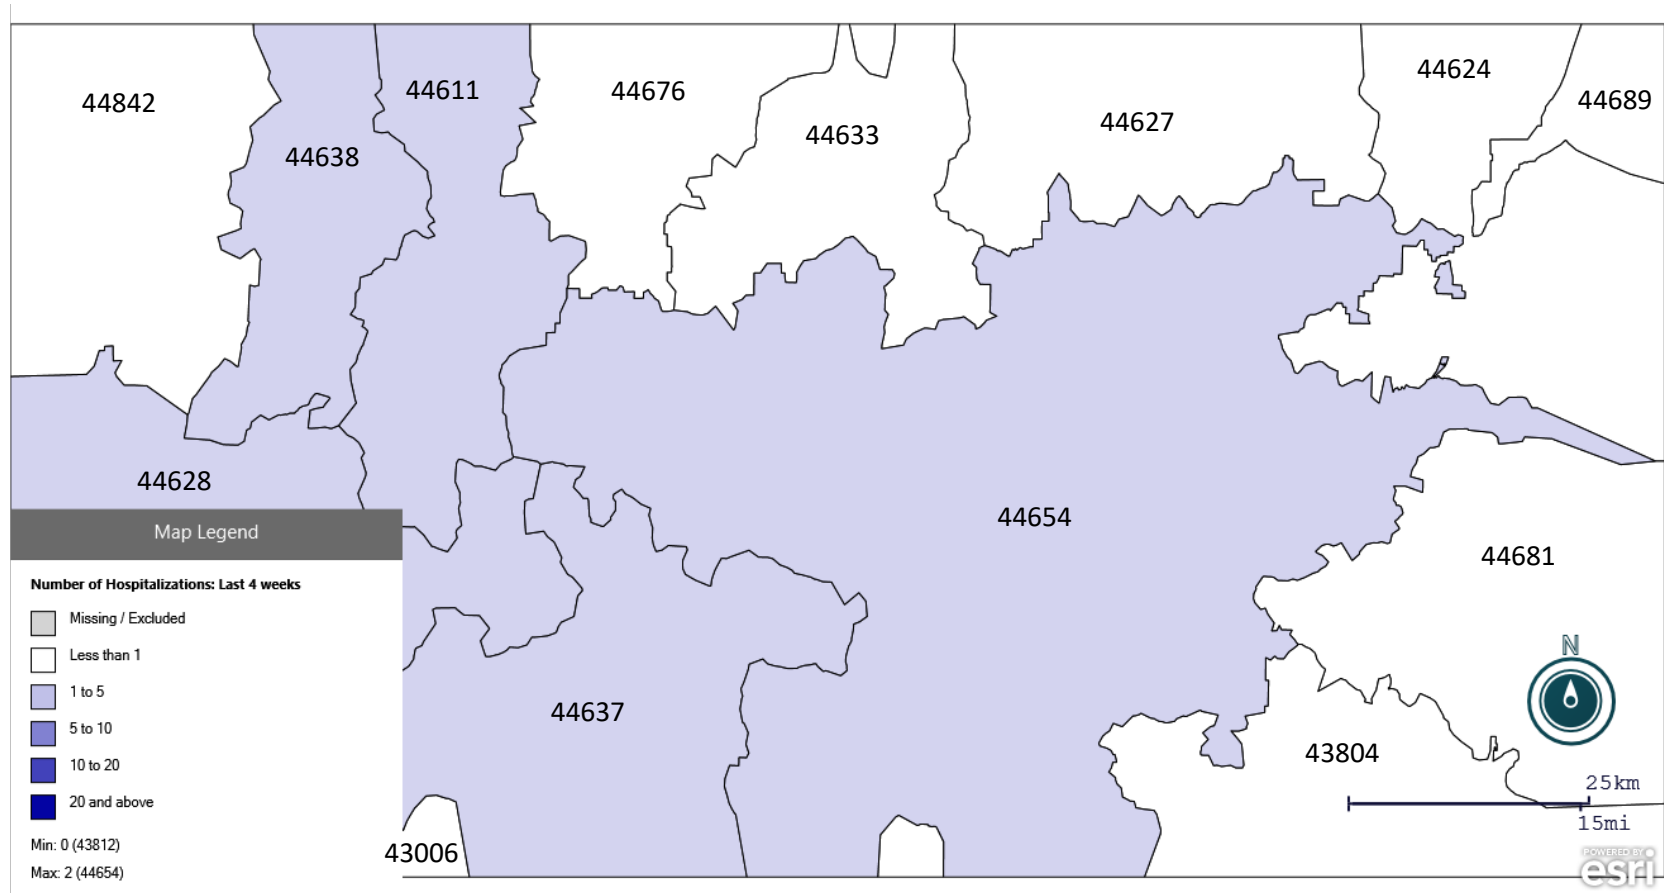 44842
44638
44611
44676
44633
44627
44624
44689
44628
44654
44681
44637
43804
43006
Map Legend
Number of Hospitalizations: Last 4 weeks
Missing / Excluded
Less than 1
1 to 5
5 to 10
10 to 20
20 and above
Min: 0 (43812)
Max: 2 (44654)
N
25km
15mi
POWERED BY
esri